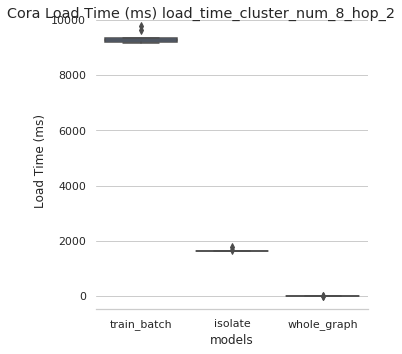 Cora Load Time (ms) load_time_cluster_num_8_hop_2
10000
8000
6000
4000
2000
0
Load Time (ms)
train_batch isolate whole_graph
models